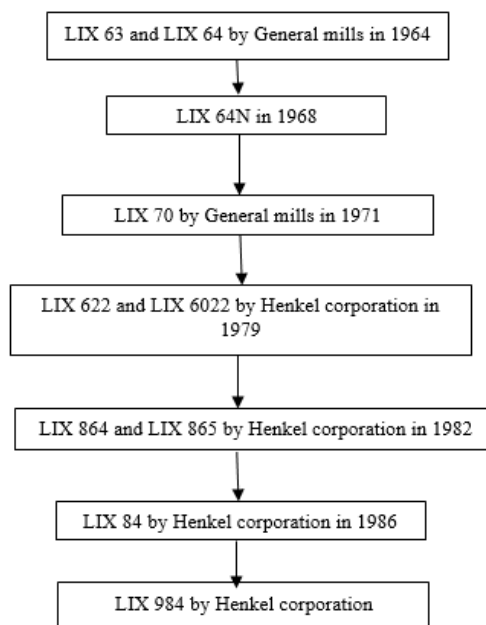 LIX 63 and LIX 64 by General mills in 1964
LIX 64N in 1968
LIX 70 by General mills in 1971
LIX 622 and LIX 6022 by Henkel corporation in
1979
LIX 864 and LIX 865 by Henkel corporation in 1982
LIX 84 by Henkel corporation in 1986
LIX 984 by Henkel corporation